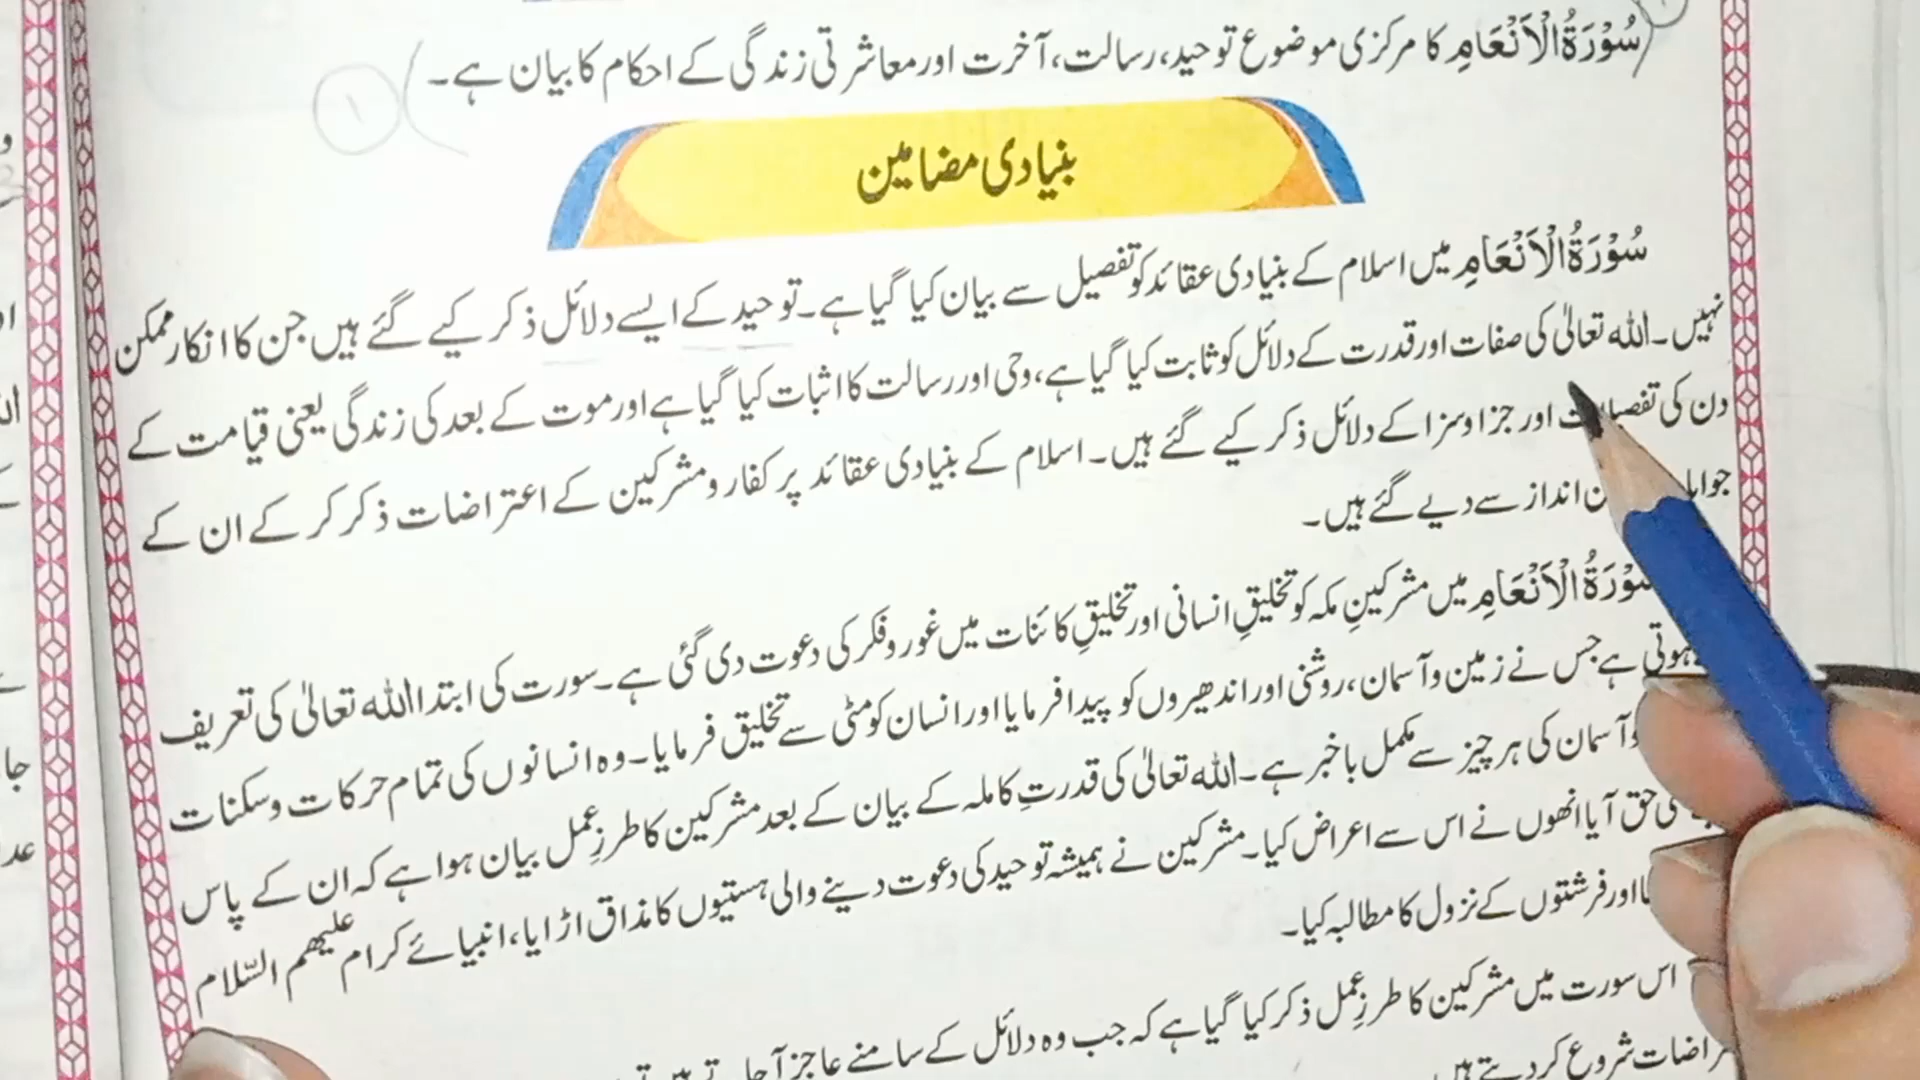 سُوْرَۃُ الْاَنْعَامِ کا مرکزی موضوع توحید، رسالت، آخرت اور معاشرتی زندگی کے احکام کا بیان ہے۔
۱
بنیادی مضامین
سُوْرَۃُ الْاَنْعَامِ میں اسلام کے بنیادی عقائد کو تفصیل سے بیان کیا گیا ہے۔ توحید کے ایسے دلائل ذکر کیے گئے ہیں جن کا انکار ممکن
نہیں۔ اللہ تعالیٰ کی صفات اور قدرت کے دلائل کو ثابت کیا گیا ہے، وحی اور رسالت کا اثبات کیا گیا ہے اور موت کے بعد کی زندگی یعنی قیامت کے
دن کی اور جزا و سزا کے دلائل ذکر کیے گئے ہیں۔ اسلام کے بنیادی عقائد پر کفار و مشرکین کے اعتراضات ذکر کر کے ان کے
انداز سے دیے گئے ہیں۔
سُوْرَۃُ الْاَنْعَامِ میں مشرکینِ مکہ کو تخلیقِ انسانی اور تخلیقِ کائنات میں غور و فکر کی دعوت دی گئی ہے۔ سورت کی ابتدا اللہ تعالیٰ کی تعریف
ہوتی ہے جس نے زمین و آسمان، روشنی اور اندھیروں کو پیدا فرمایا اور انسان کو مٹی سے تخلیق فرمایا۔ وہ انسانوں کی تمام حرکات و سکنات
و آسمان کی ہر چیز سے مکمل باخبر ہے۔ اللہ تعالیٰ کی قدرتِ کاملہ کے بیان کے بعد مشرکین کا طرزِ عمل بیان ہوا ہے کہ ان کے پاس
حق آیا انھوں نے اس سے اعراض کیا۔ مشرکین نے ہمیشہ توحید کی دعوت دینے والی ہستیوں کا مذاق اڑایا، انبیائے کرام علیھم السّلام
اور فرشتوں کے نزول کا مطالبہ کیا۔
اس سورت میں مشرکین کا طرزِ عمل ذکر کیا گیا ہے کہ جب وہ دلائل کے سامنے عاجز
شروع کر دیتے ہیں